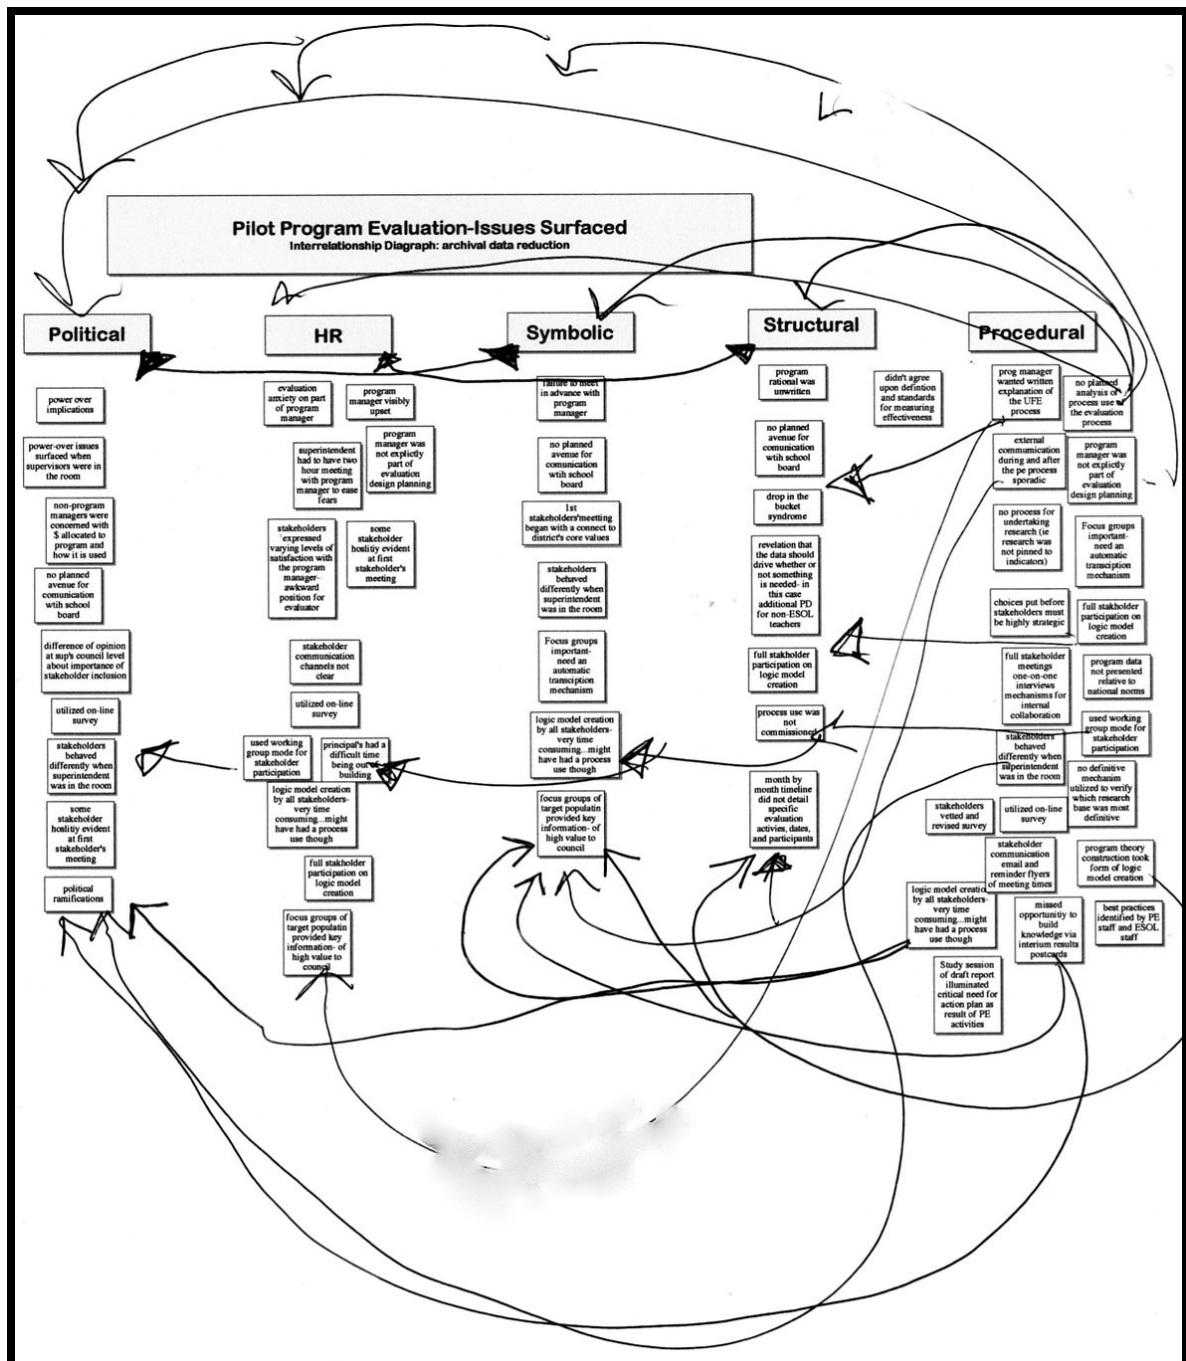 Pilot Program Evaluation-Issues Surfaced
Interrelationship Diagraph: archival data reduction
Political
power over
implications
power-over issues
surfaced when
supervisors were in
the room
non-program
managers were
concerned with
$ allocated to
program and
how it is used
no planned
avenue for
comunication
wtih school
board
difference of opinion
at sup's council level
about importance of
stakeholder inclusion
utilized on-line
survey
stakeholders
behaved
differently when
superintendent
was in the room
some
stakeholder
hosltiy evident
at first
stakeholder's
meeting
political
ramifications
HR
evaluation
anxiety on part
of program
manager
program
manager visibly
upset
program
manager was
not explictly
part of
evaluation
design planning
superintendent
had to have two
hour meeting
with program
manager to ease
fears
stakeholders
expressed
varying levels of
satisfaction with
the program
manager-
awkward
position for
evaluator
some
stakeholder
hosltiy evident
at first
stakeholder's
meeting
stakeholder
communication
channels not
clear
utilized on-line
survey
used working
group mode for
stakeholder
participation
principal's had a
difficult time
being out of
building
logic model creation
by all stakeholders-
very time
consuming...might
have had a process
use though
full stakholder
participation on
logic model
creation
focus groups of
target populatin
provided key
information- of
high value to
council
Symbolic
failure to meet
in advance with
program
manager
no planned
avenue for
comunication
wtih school
board
1st
stakeholders'meetting
began with a connect to
district's core values
stakeholders
behaved
differently when
superintendent
was in the room
Focus groups
important-
need an
automatic
transciption
mechanism
logic model creation
by all stakeholders-
very time
consuming...might
have had a process
use though
focus groups of
target populatin
provided key
information- of
high value to
council
Structural
program
rational was
unwritten
didn't agree
upon defintion
and standards
for measuring
effectiveness
no planned
avenue for
comunication
wtih school
board
drop in the
bucket
syndrome
revelation that
the data should
drive whether or
not something
is needed- in
this case
additional PD
for non-ESOL
teachers
full stakholder
participation on
logic model
creation
process use was
not
commissioned
month by
month timeline
did not detail
specific
evaluation
activies, dates,
and participants
Procedural
prog manager
wanted written
explanation of
the UFE
process
no planned
analysis of
process use
the evaluation
process
external
commumication
during and after
the pe process
sporadic
program
manager was
not explictly
part of
evaluation
design planning
no process for
undertaking
research (ie
research was
not pinned to
indicators)
Focus groups
important-
need an
automatic
transciption
mechanism
choices put before
stakeholders must
be highly strategic
full stakholder
participation on
logic model
creation
full stakeholder
meetings
one-on-one
interviews
mechanisms for
internal
collaboration
program data
not presented
relative to
national norms
used working
group mode for
stakeholder
participation
stakeholders
behaved
differently when
superintendent
was in the room
no definitive
mechanim
utilized to verify
which research
base was most
definitive
stakeholders
vetted and
revised survey
utilized on-line
survey
stakeholder
communication
email and
reminder flyers
of meeting times
program theory
construction took
form of logic
model creation
logic model creation
by all stakeholders-
very time
consuming...might
have had a process
use though
missed
opportunitiy to
build
knowledge via
interium results
postcards
best practices
identified by PE
staff and ESOL
staff
Study session
of draft report
illuminated
critical need for
action plan as
result of PE
activities